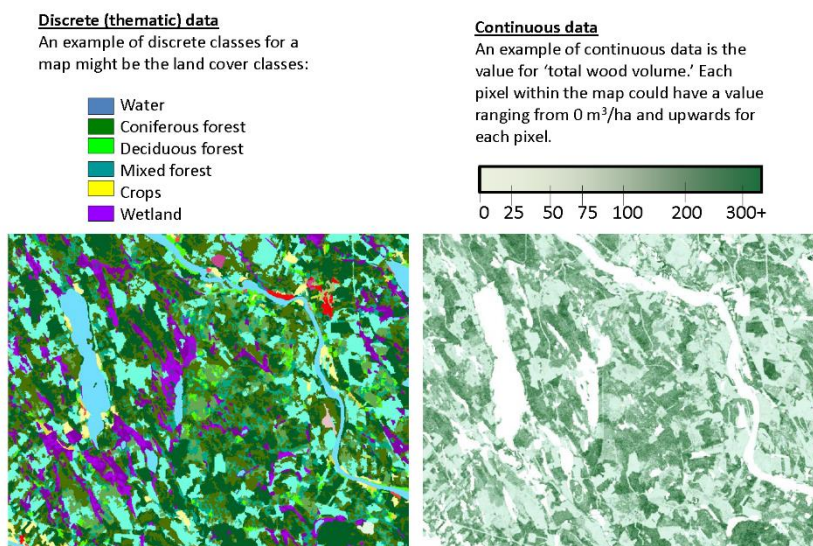 Discrete (thematic) data
An example of discrete classes for a
map might be the land cover classes:
Water
Coniferous forest
Deciduous forest
Mixed forest
Crops
Wetland
Continuous data
An example of continuous data is the
value for ‘total wood volume.’ Each
pixel within the map could have a value
ranging from 0 m³/ha and upwards for
each pixel.
0 25 50 75 100 200 300+